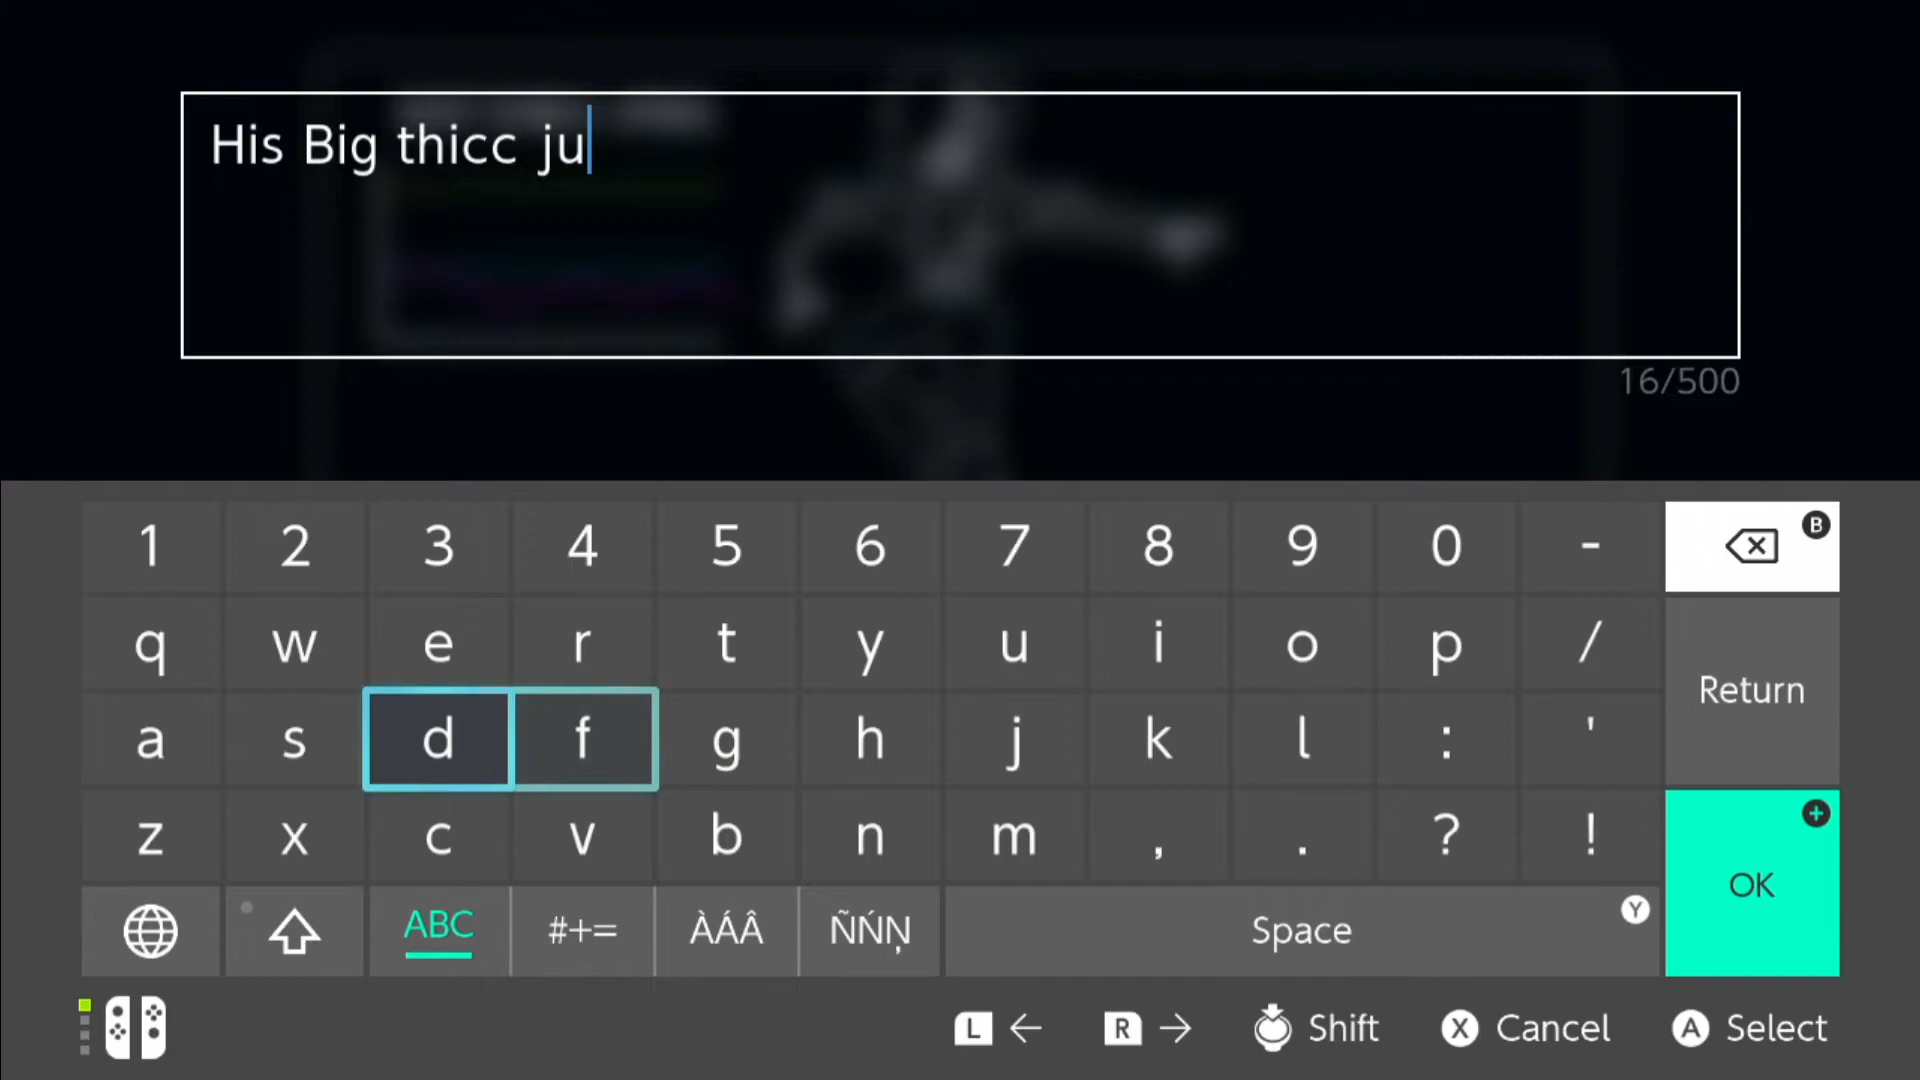 His Big thicc ju
16/500
1 2 3 4 5 6 7 8 9 0 - B
q w e r t y u i o p /
Return
a s d f g h j k l : '
z x c v b n m , . ? ! +
OK
ABC #+= ÀÁÂ ÑŃŅ Space Y
L ← R → Shift X Cancel A Select